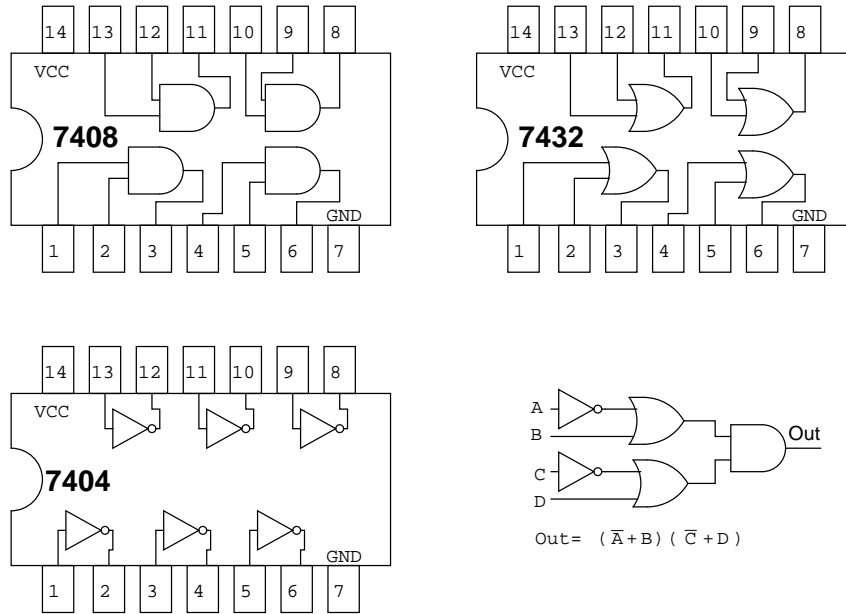 14 13 12 11 10 9 8
VCC
7408
GND
1 2 3 4 5 6 7
14 13 12 11 10 9 8
VCC
7432
GND
1 2 3 4 5 6 7
14 13 12 11 10 9 8
VCC
7404
GND
1 2 3 4 5 6 7
A
B
Out
C
D
Out= (A̅+B)(C̅+D)